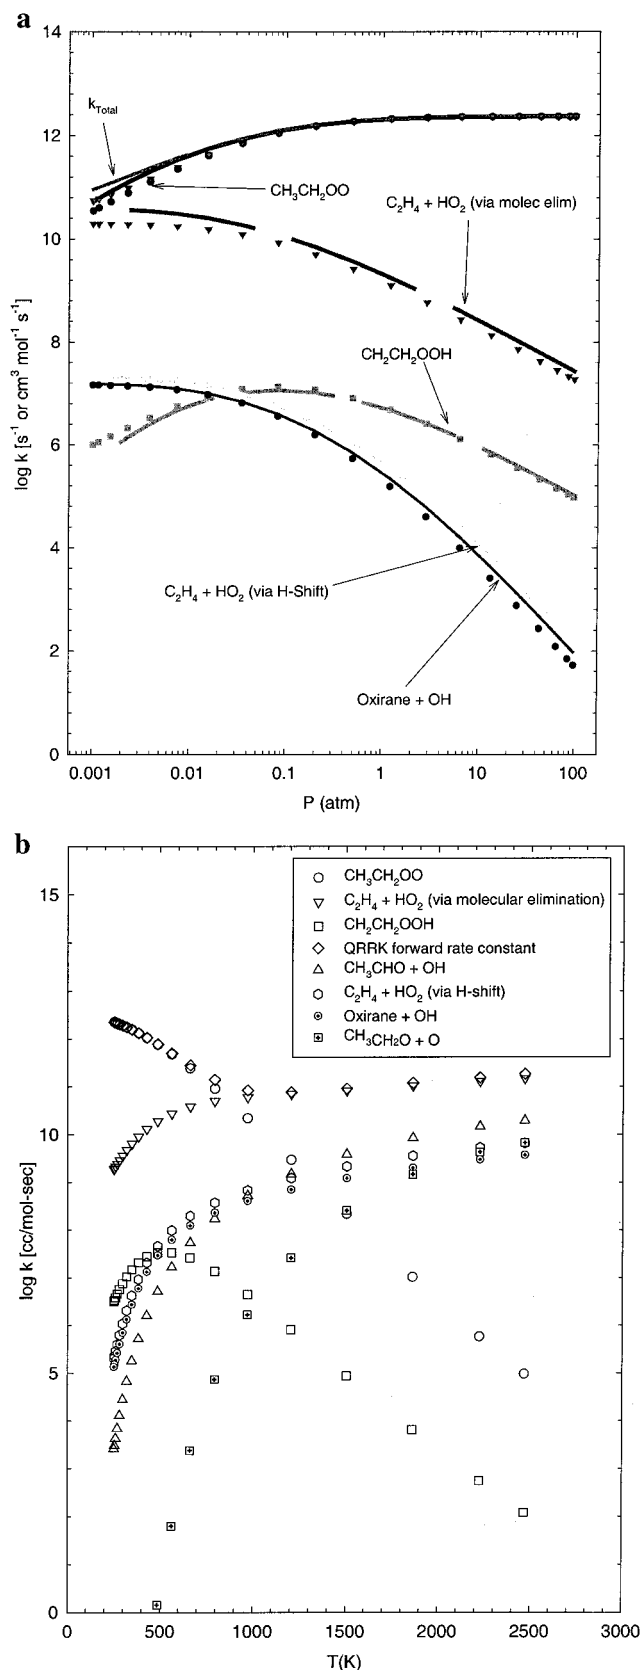 a
14
12
10
8
6
4
2
0
log k [s⁻¹ or cm³ mol⁻¹ s⁻¹]
k_Total
CH₃CH₂OO
C₂H₄ + HO₂ (via molec elim)
CH₂CH₂OOH
C₂H₄ + HO₂ (via H-Shift)
Oxirane + OH
0.001 0.01 0.1 1 10 100
P (atm)
b
15
10
5
0
log k [cc/mol-sec]
CH₃CH₂OO
C₂H₄ + HO₂ (via molecular elimination)
CH₂CH₂OOH
QRRK forward rate constant
CH₃CHO + OH
C₂H₄ + HO₂ (via H-shift)
Oxirane + OH
CH₃CH₂O + O
0 500 1000 1500 2000 2500 3000
T(K)